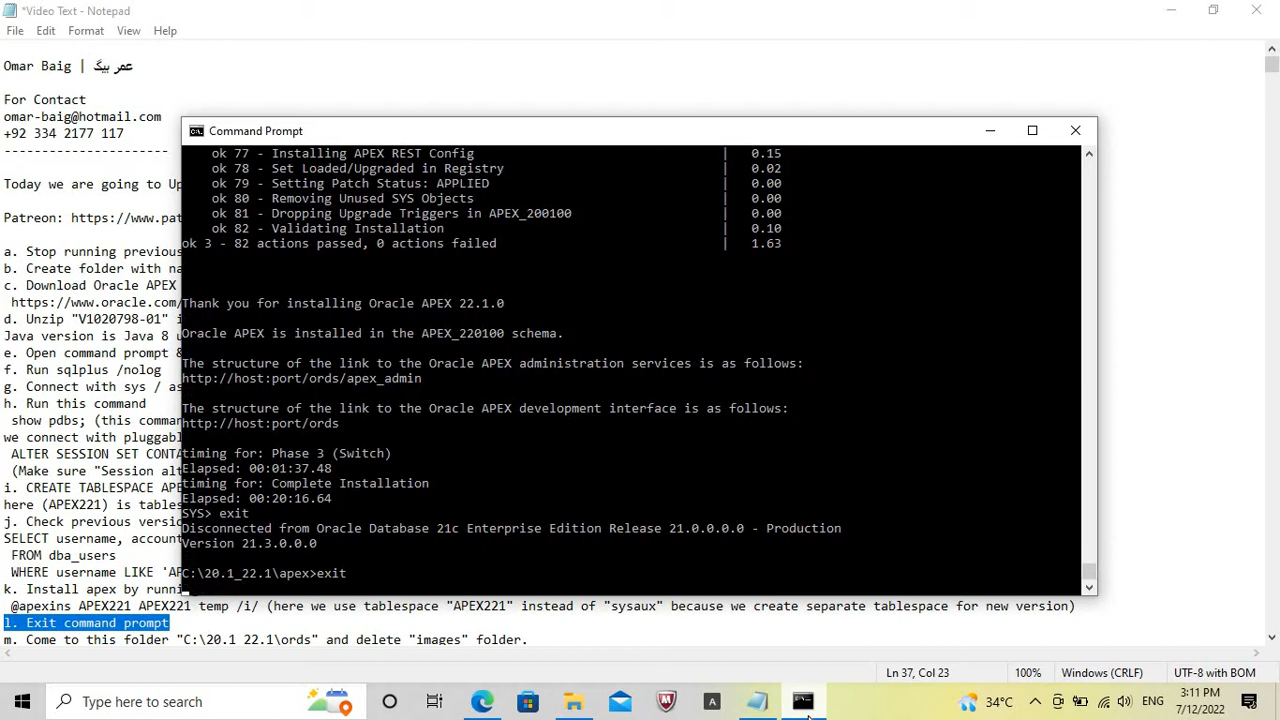 *Video Text - Notepad
File Edit Format View Help
Omar Baig | عمر بیگ
For Contact
omar-baig@hotmail.com
+92 334 2177 117
----------------------
Today we are going to Up
Patreon: https://www.pat
a. Stop running previous
b. Create folder with na
c. Download Oracle APEX
https://www.oracle.com/
d. Unzip "V1020798-01" i
Java version is Java 8 u
e. Open command prompt &
f. Run sqlplus /nolog
g. Connect with sys / as
h. Run this command
show pdbs; (this comman
we connect with pluggabl
ALTER SESSION SET CONTA
(Make sure "Session alt
i. CREATE TABLESPACE APE
here (APEX221) is tables
j. Check previous versio
SELECT username, accoun
FROM dba_users
WHERE username LIKE 'AP
k. Install apex by runni
@apexins APEX221 APEX221 temp /i/ (here we use tablespace "APEX221" instead of "sysaux" because we create separate tablespace for new version)
l. Exit command prompt
m. Come to this folder "C:\20.1_22.1\ords" and delete "images" folder.
Command Prompt
ok 77 - Installing APEX REST Config | 0.15
ok 78 - Set Loaded/Upgraded in Registry | 0.02
ok 79 - Setting Patch Status: APPLIED | 0.00
ok 80 - Removing Unused SYS Objects | 0.00
ok 81 - Dropping Upgrade Triggers in APEX_200100 | 0.00
ok 82 - Validating Installation | 0.10
ok 3 - 82 actions passed, 0 actions failed | 1.63
Thank you for installing Oracle APEX 22.1.0
Oracle APEX is installed in the APEX_220100 schema.
The structure of the link to the Oracle APEX administration services is as follows:
http://host:port/ords/apex_admin
The structure of the link to the Oracle APEX development interface is as follows:
http://host:port/ords
timing for: Phase 3 (Switch)
Elapsed: 00:01:37.48
timing for: Complete Installation
Elapsed: 00:20:16.64
SYS> exit
Disconnected from Oracle Database 21c Enterprise Edition Release 21.0.0.0.0 - Production
Version 21.3.0.0.0
C:\20.1_22.1\apex>exit
Ln 37, Col 23 100% Windows (CRLF) UTF-8 with BOM
Type here to search
A
34°C ENG
3:11 PM
7/12/2022